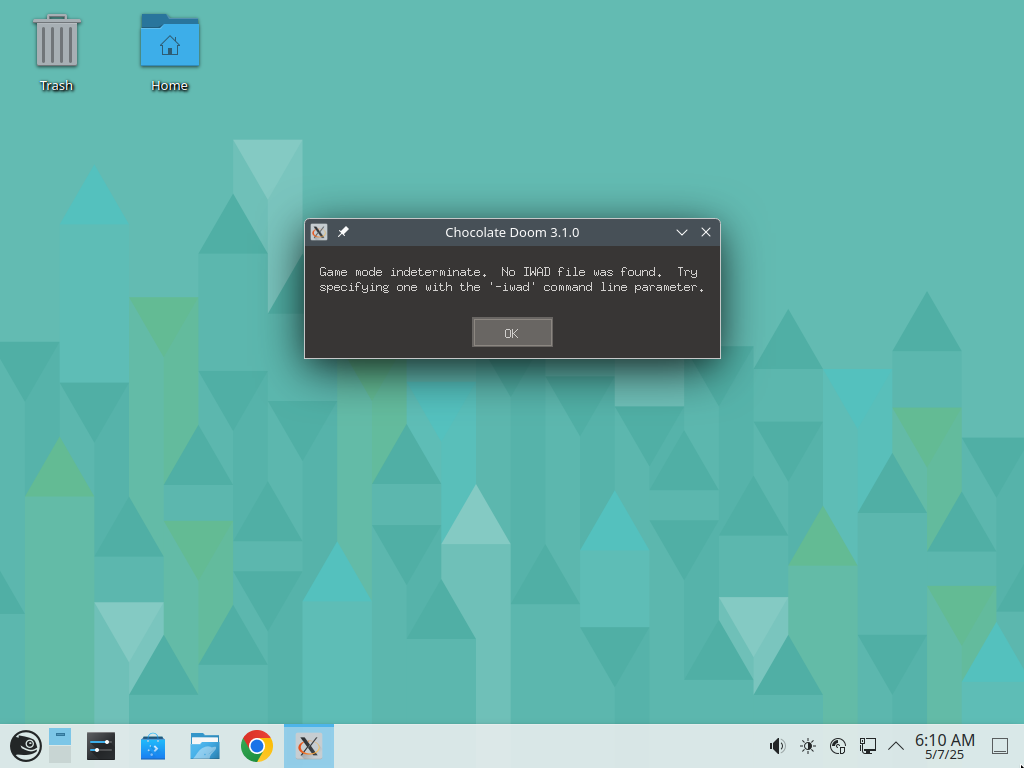 Trash
Home
Chocolate Doom 3.1.0
Game mode indeterminate.  No IWAD file was found.  Try
specifying one with the '-iwad' command line parameter.
OK
6:10 AM
5/7/25